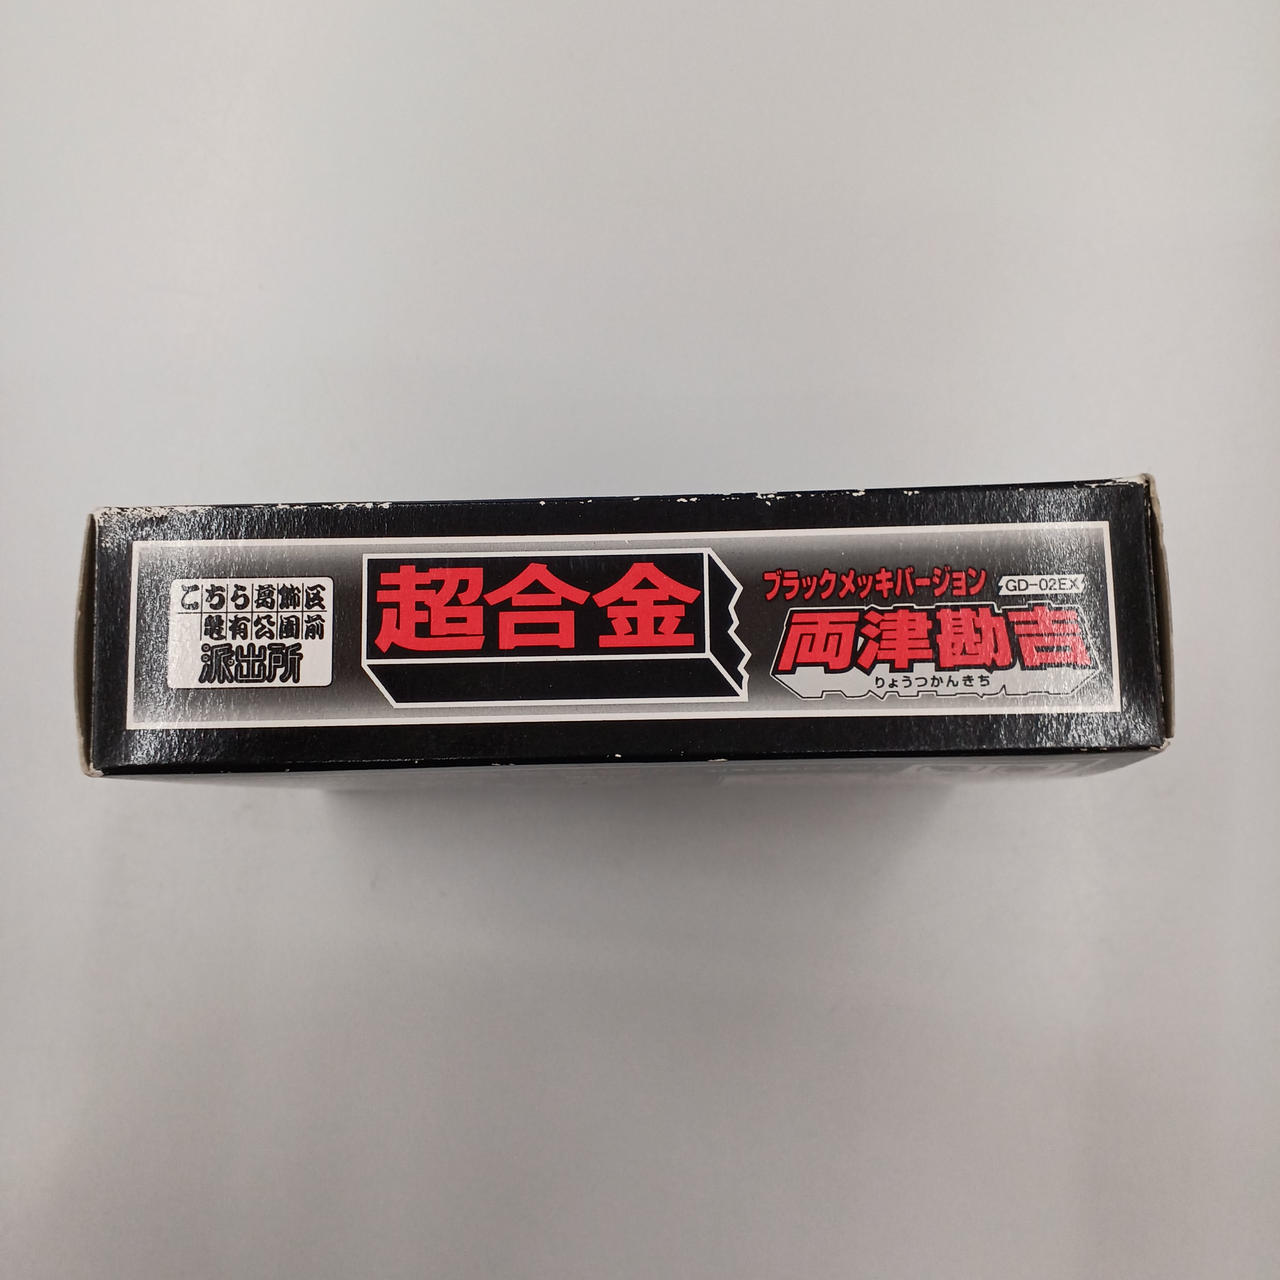 こちら葛飾区
亀有公園前
派出所
超合金
ブラックメッキバージョン
GD-02EX
両津勘吉
りょうつかんきち